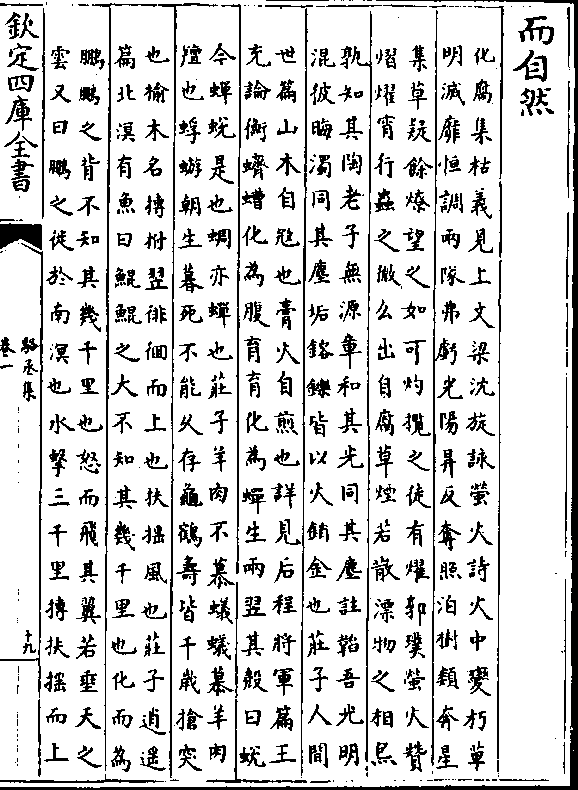 而自然
化腐集枯義見上文梁沈旋詠螢火詩火中變朽草
明滅靡恒調雨隊弗虧光陽昇反奪照泊樹類奔星
集草疑餘燎望之如可灼攬之徒有燿郭璞螢火贊
熠燿宵行蟲之微么出自腐草煙若散漂物之相煦
孰知其陶老子無源車和其光同其塵註韜吾光明
混彼晦濁同其塵垢鎔鑠皆以火銷金也莊子人間
世篇山木自寇也膏火自煎也詳見后程將軍篇王
充論衡蠐螬化為腹育育化為蟬生兩翌其殼曰蛻
今蟬蛻是也蜩亦蟬也莊子羊肉不慕蟻蟻慕羊肉
羶也蜉蝣朝生暮死不能久存龜鶴壽皆千歲搶突
也榆木名摶拊翌徘徊而上也扶搖風也莊子逍遙
篇北溟有魚曰鯤鯤之大不知其幾千里也化而為
鵬鵬之背不知其幾千里也怒而飛其翼若垂天之
雲又曰鵬之徙於南溟也水擊三千里摶扶搖而上
欽定四庫全書
駱丞集
卷一
十九